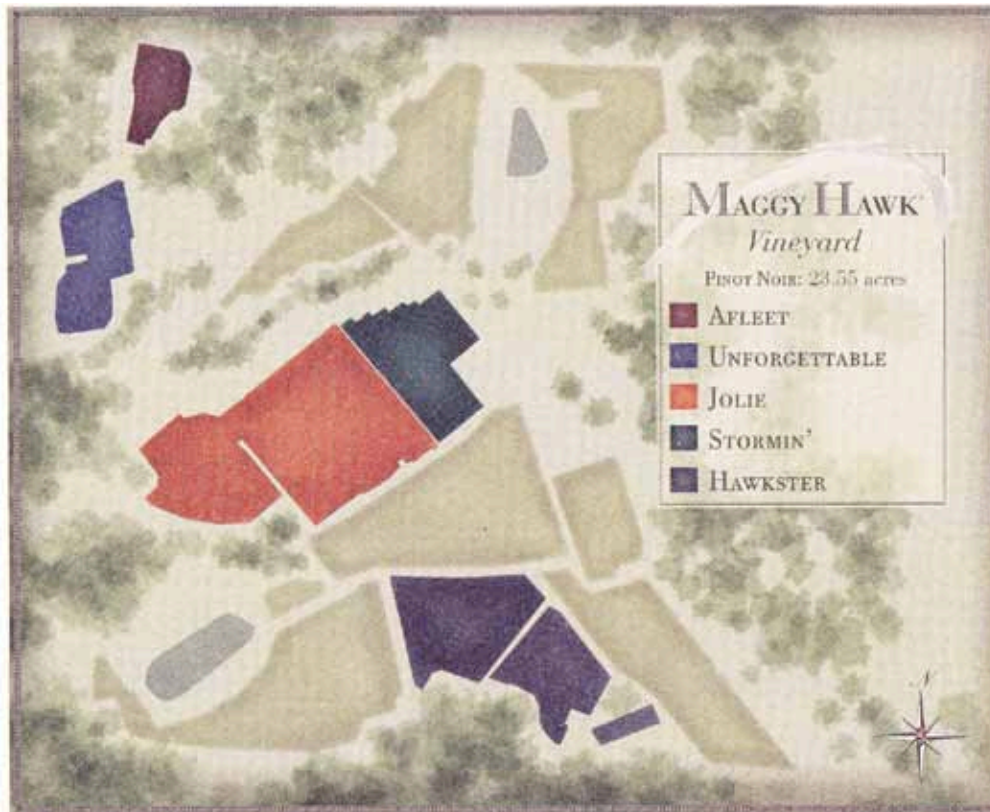 MAGGY HAWK
Vineyard
PINOT NOIR: 23.55 acres
AFLEET
UNFORGETTABLE
JOLIE
STORMIN’
HAWKSTER
N